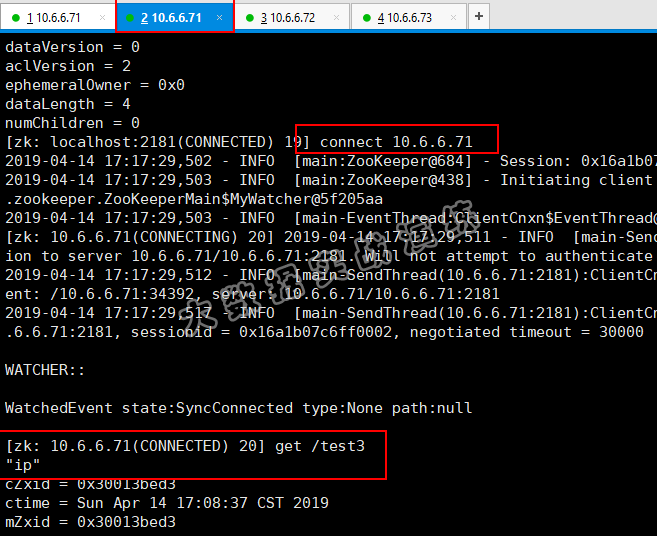 1 10.6.6.71 ×
2 10.6.6.71 ×
3 10.6.6.72 ×
4 10.6.6.73 ×
+
dataVersion = 0
aclVersion = 2
ephemeralOwner = 0x0
dataLength = 4
numChildren = 0
[zk: localhost:2181(CONNECTED) 19] connect 10.6.6.71
2019-04-14 17:17:29,502 - INFO  [main:ZooKeeper@684] - Session: 0x16a1b07
2019-04-14 17:17:29,503 - INFO  [main:ZooKeeper@438] - Initiating client
.zookeeper.ZooKeeperMain$MyWatcher@5f205aa
2019-04-14 17:17:29,503 - INFO  [main-EventThread:ClientCnxn$EventThread@
[zk: 10.6.6.71(CONNECTING) 20] 2019-04-14 17:17:29,511 - INFO  [main-Send
ion to server 10.6.6.71/10.6.6.71:2181. Will not attempt to authenticate
2019-04-14 17:17:29,512 - INFO  [main-SendThread(10.6.6.71:2181):ClientCn
ent: /10.6.6.71:34392, server: 10.6.6.71/10.6.6.71:2181
2019-04-14 17:17:29,517 - INFO  [main-SendThread(10.6.6.71:2181):ClientCn
.6.6.71:2181, sessionid = 0x16a1b07c6ff0002, negotiated timeout = 30000
WATCHER::
WatchedEvent state:SyncConnected type:None path:null
[zk: 10.6.6.71(CONNECTED) 20] get /test3
"ip"
cZxid = 0x30013bed3
ctime = Sun Apr 14 17:08:37 CST 2019
mZxid = 0x30013bed3
大数据实战演练